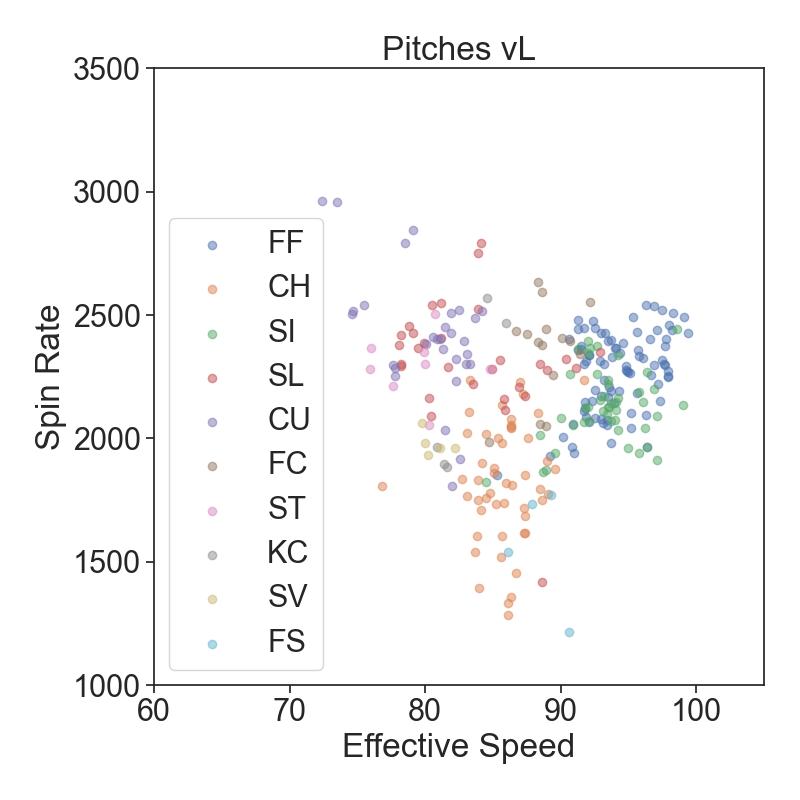 Pitches vL
3500
3000
2500
2000
1500
1000
Spin Rate
FF
CH
SI
SL
CU
FC
ST
KC
SV
FS
60 70 80 90 100
Effective Speed